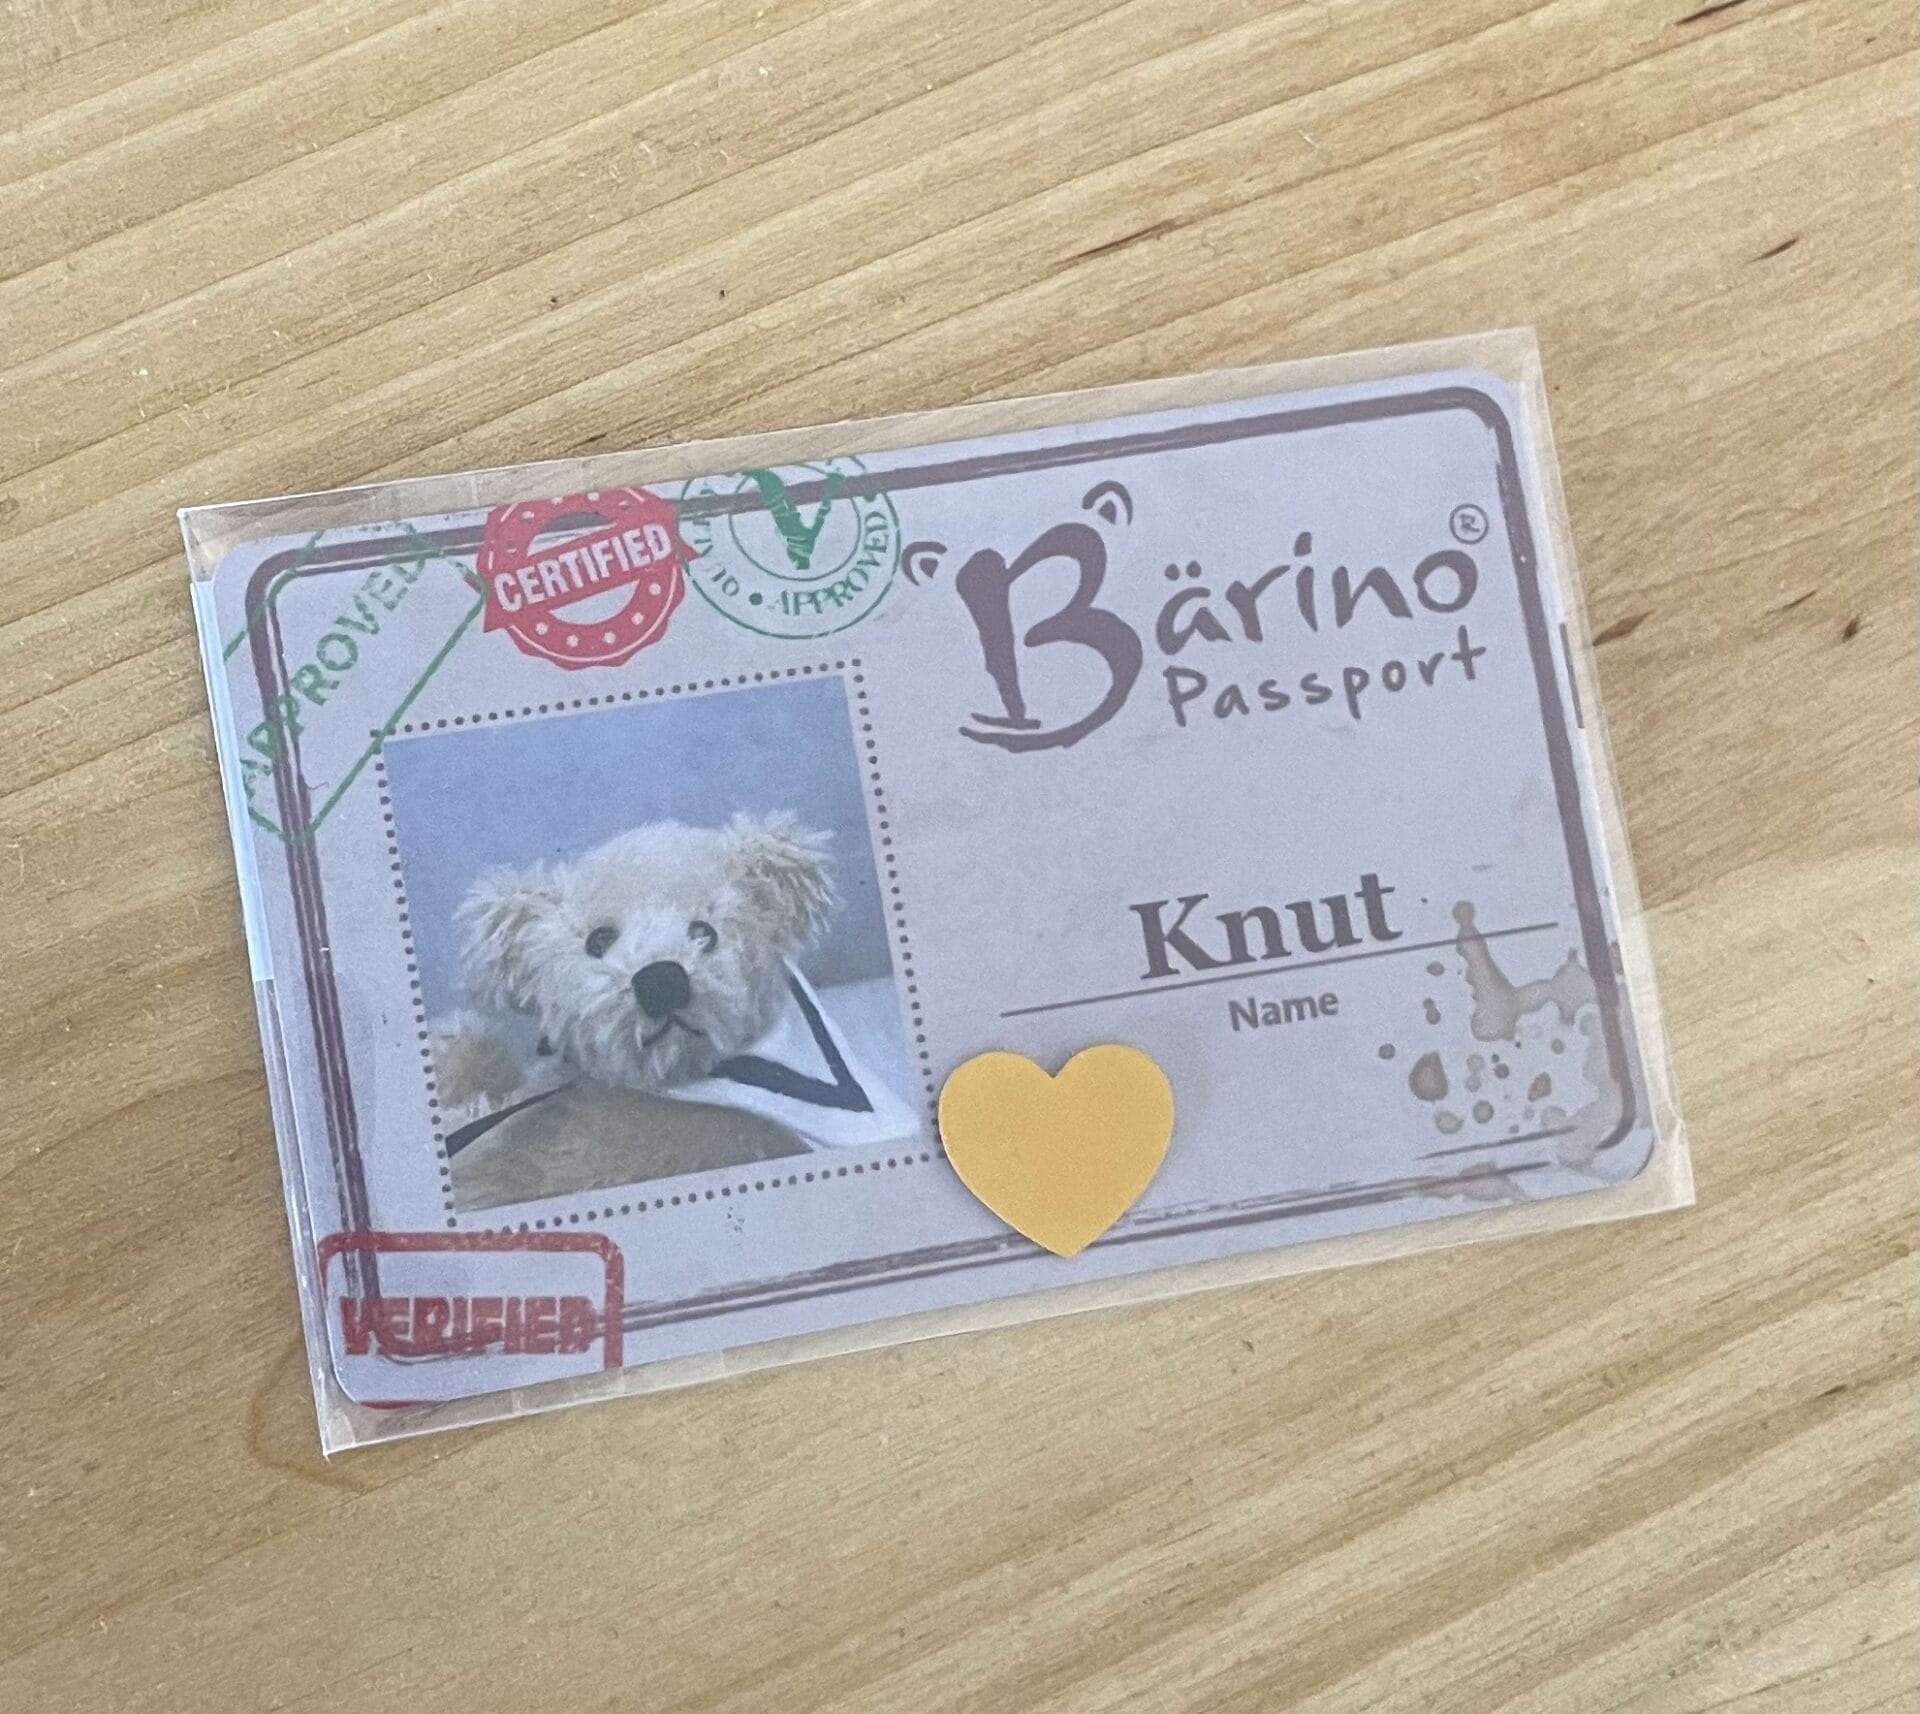 APPROVED
CERTIFIED
APPROVED
Bärino®
Passport
Knut
Name
VERIFIED